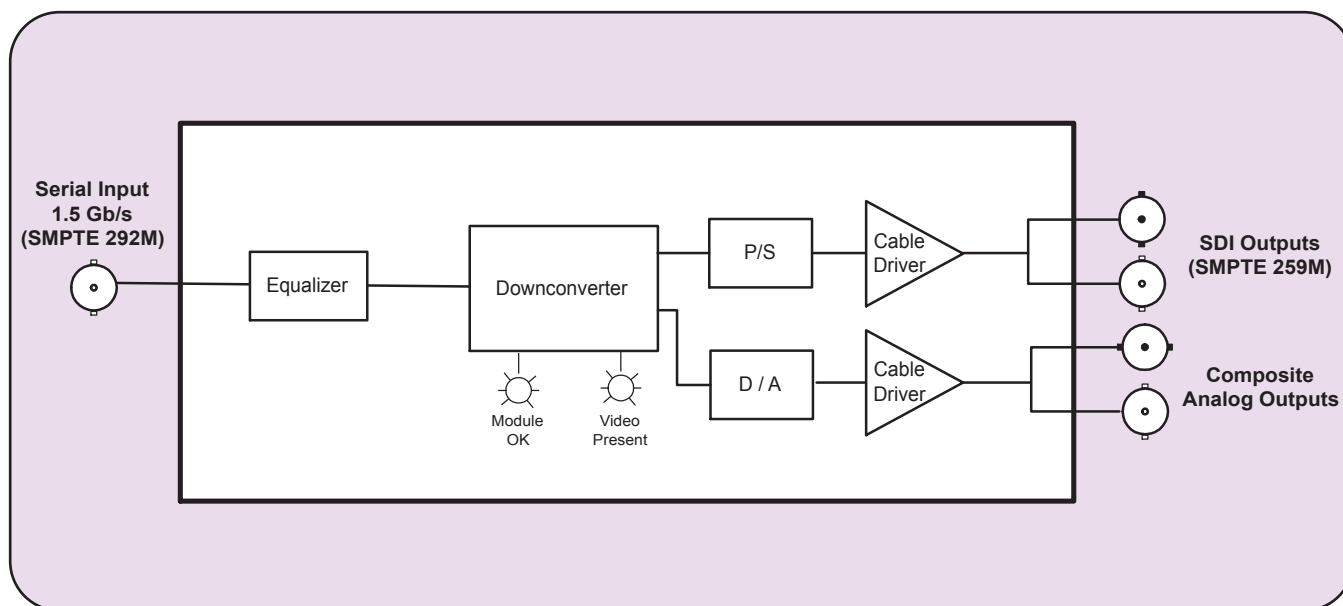 Serial Input
1.5 Gb/s
(SMPTE 292M)
Equalizer
Downconverter
Module
OK
Video
Present
P/S
D / A
Cable
Driver
Cable
Driver
SDI Outputs
(SMPTE 259M)
Composite
Analog Outputs